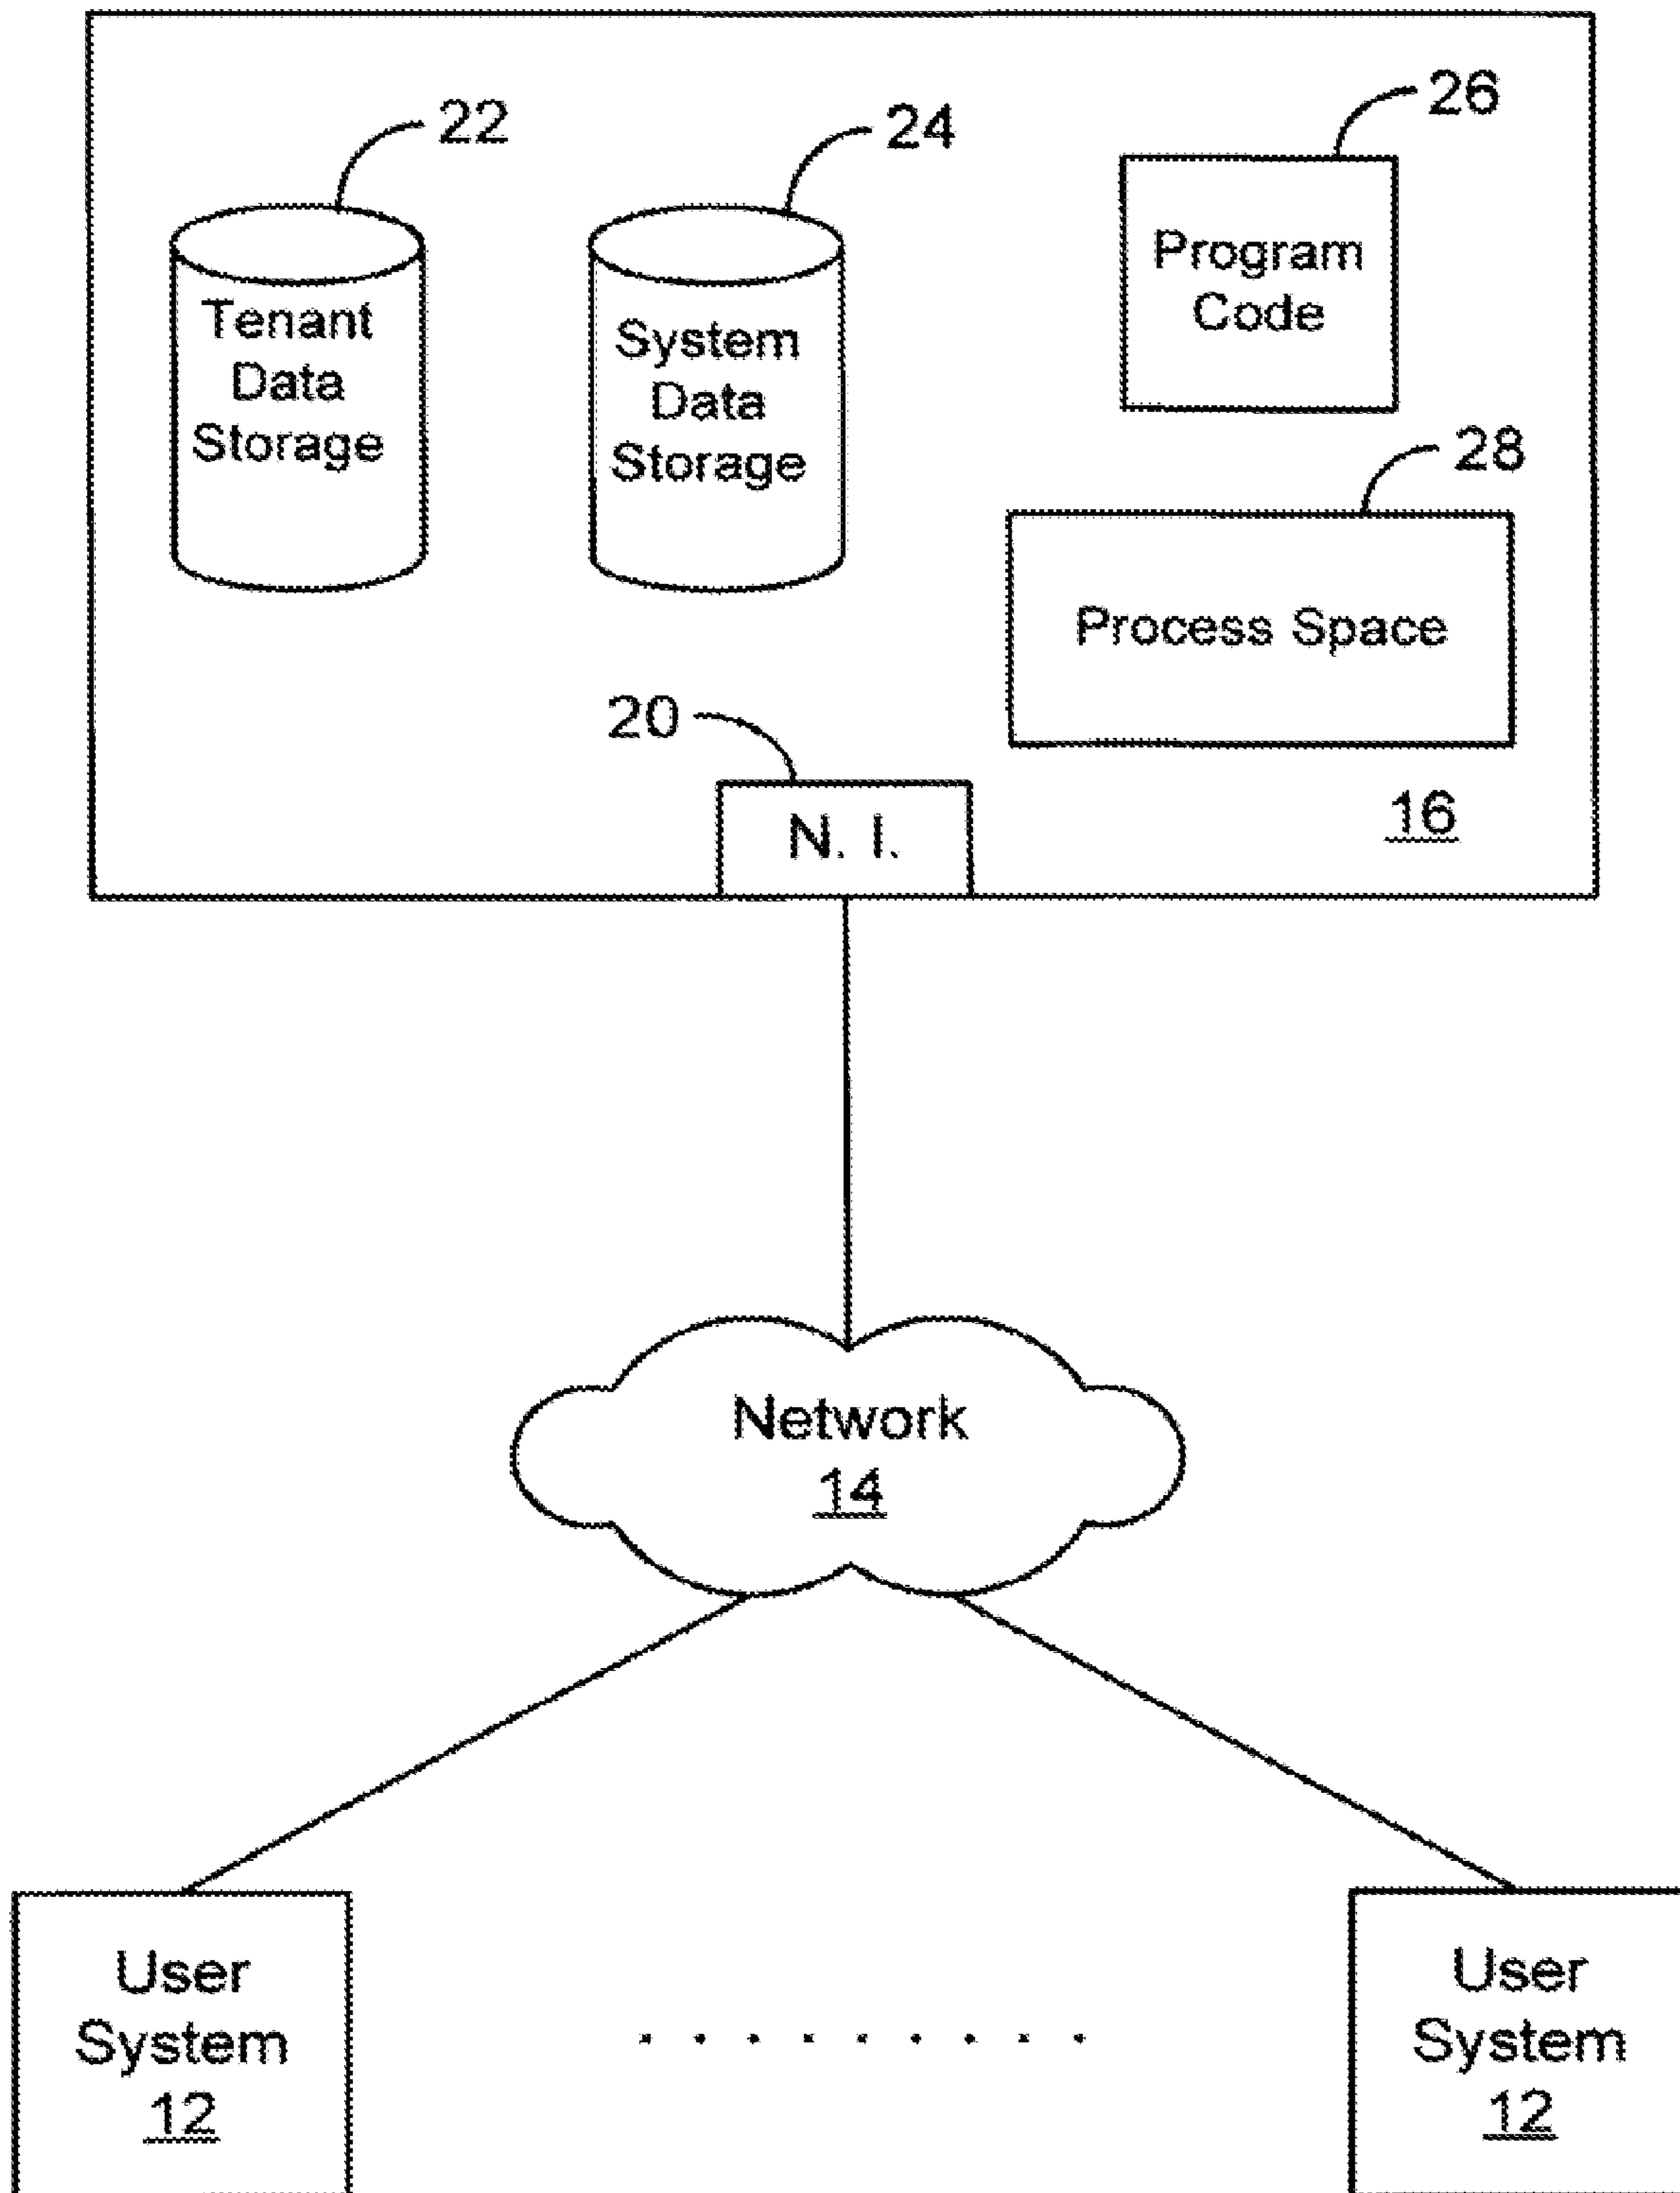 22
24
26
Tenant
Data
Storage
System
Data
Storage
Program
Code
28
Process Space
20
N. I.
16
Network
14
User
System
12
User
System
12